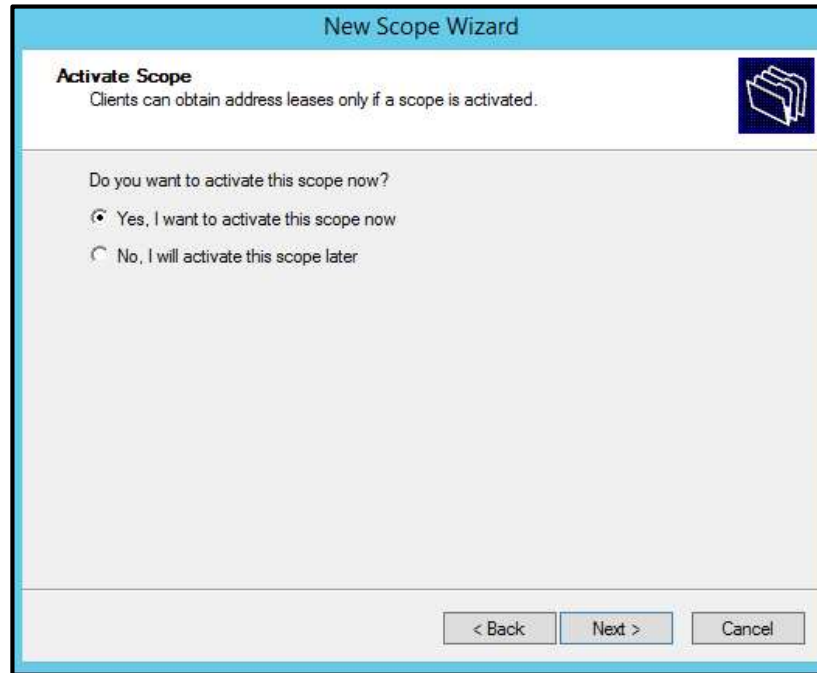 New Scope Wizard
Activate Scope
Clients can obtain address leases only if a scope is activated.
Do you want to activate this scope now?
Yes, I want to activate this scope now
No, I will activate this scope later
< Back Next > Cancel